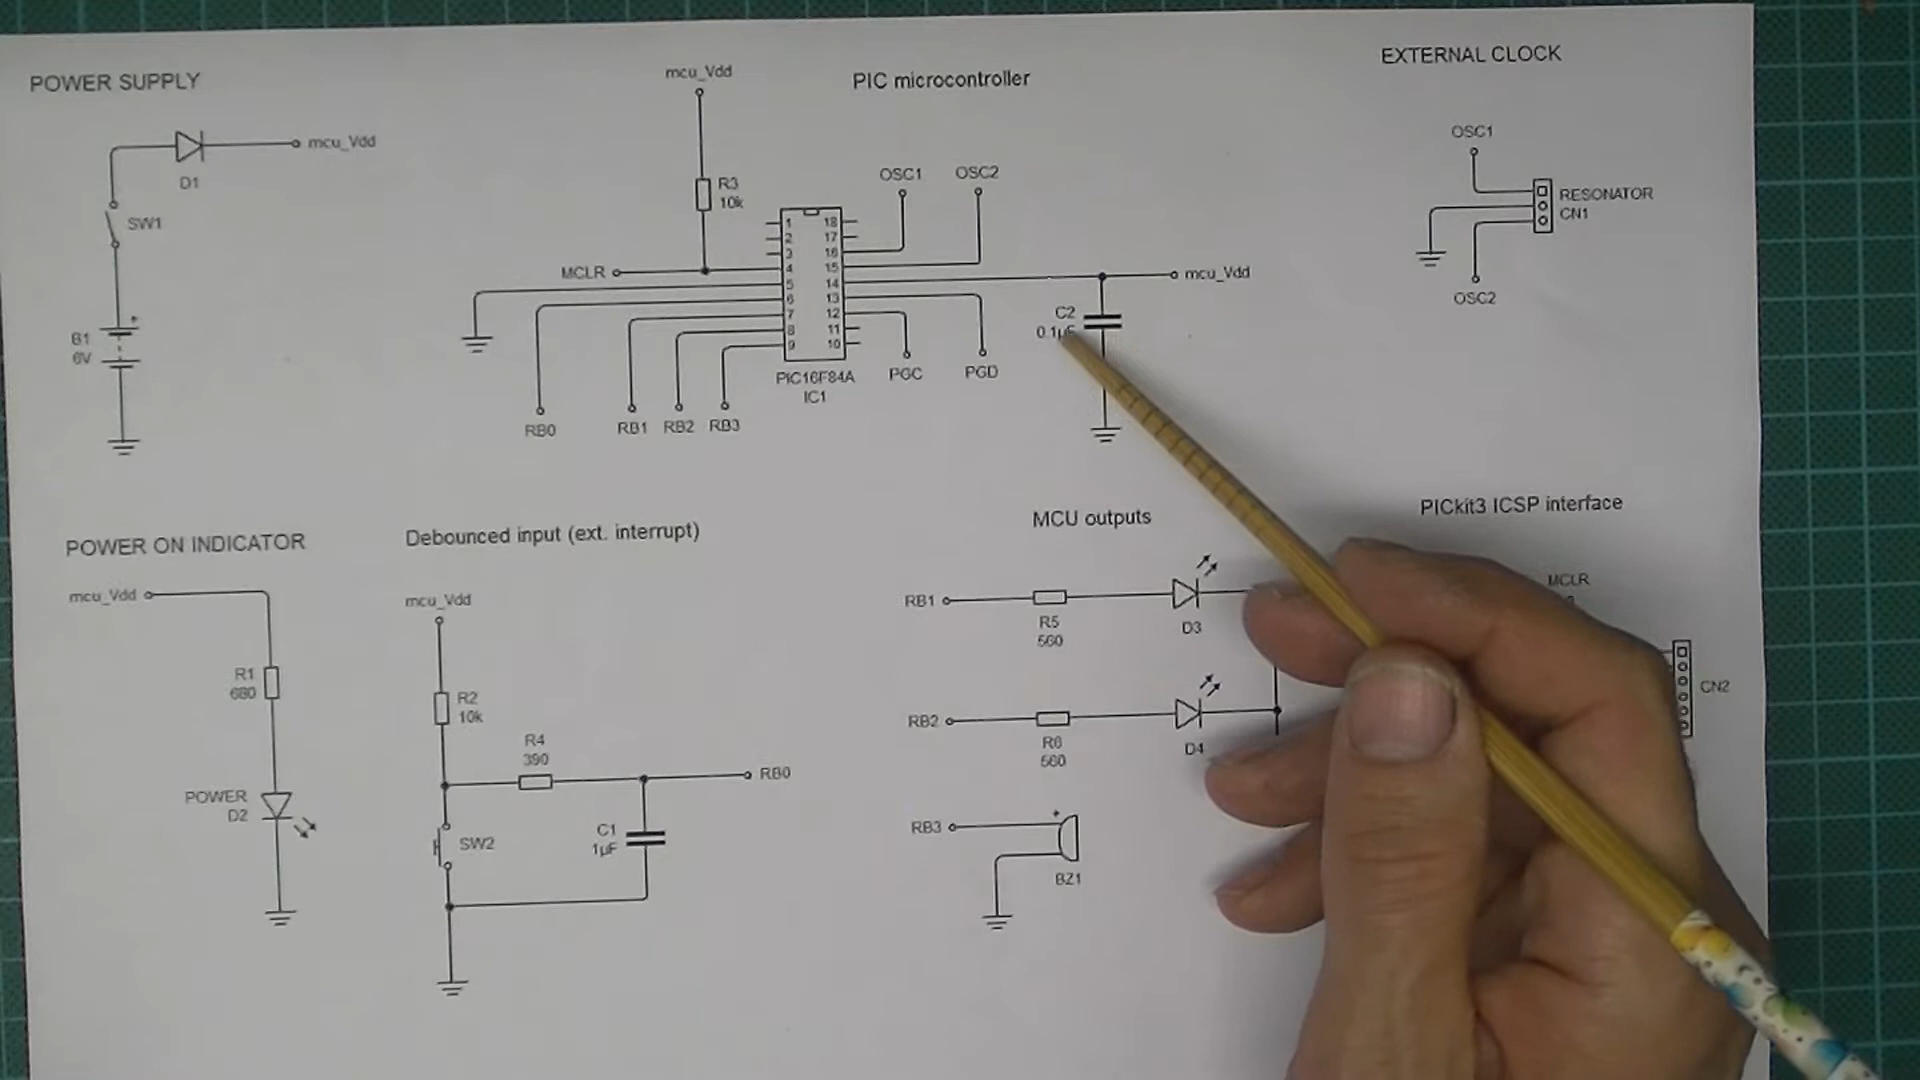 POWER SUPPLY
mcu_Vdd
D1
SW1
B1
6V
+
mcu_Vdd
PIC microcontroller
R3
10k
OSC1
OSC2
MCLR
1
2
3
4
5
6
7
8
9
18
17
16
15
14
13
12
11
10
mcu_Vdd
C2
0.1µF
PIC16F84A
IC1
PGC
PGD
RB0
RB1
RB2
RB3
EXTERNAL CLOCK
OSC1
RESONATOR
CN1
OSC2
POWER ON INDICATOR
mcu_Vdd
R1
680
POWER
D2
Debounced input (ext. interrupt)
mcu_Vdd
R2
10k
R4
390
RB0
SW2
C1
1µF
MCU outputs
RB1
R5
560
D3
RB2
R6
560
D4
RB3
+
BZ1
PICkit3 ICSP interface
MCLR
CN2